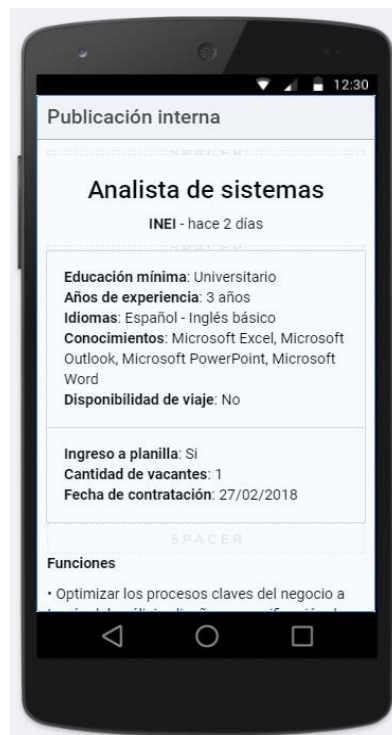 12:30
Publicación interna
SPACER
Analista de sistemas
INEI - hace 2 días
SPACER
Educación mínima: Universitario
Años de experiencia: 3 años
Idiomas: Español - Inglés básico
Conocimientos: Microsoft Excel, Microsoft
Outlook, Microsoft PowerPoint, Microsoft
Word
Disponibilidad de viaje: No
Ingreso a planilla: Si
Cantidad de vacantes: 1
Fecha de contratación: 27/02/2018
SPACER
Funciones
• Optimizar los procesos claves del negocio a